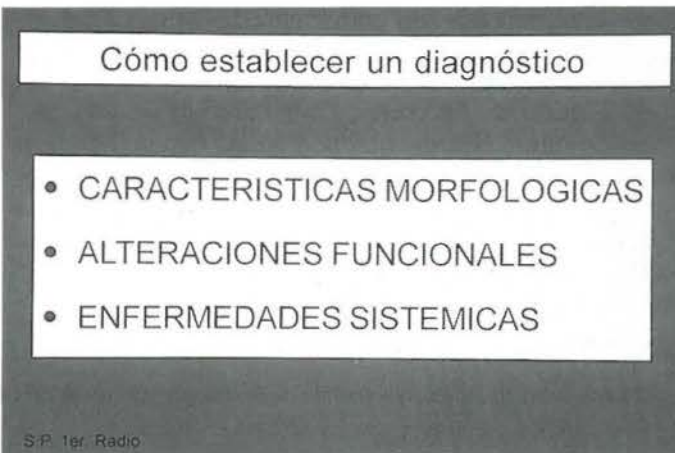 Cómo establecer un diagnóstico
• CARACTERISTICAS MORFOLOGICAS
• ALTERACIONES FUNCIONALES
• ENFERMEDADES SISTEMICAS
S.P. 1er. Radio